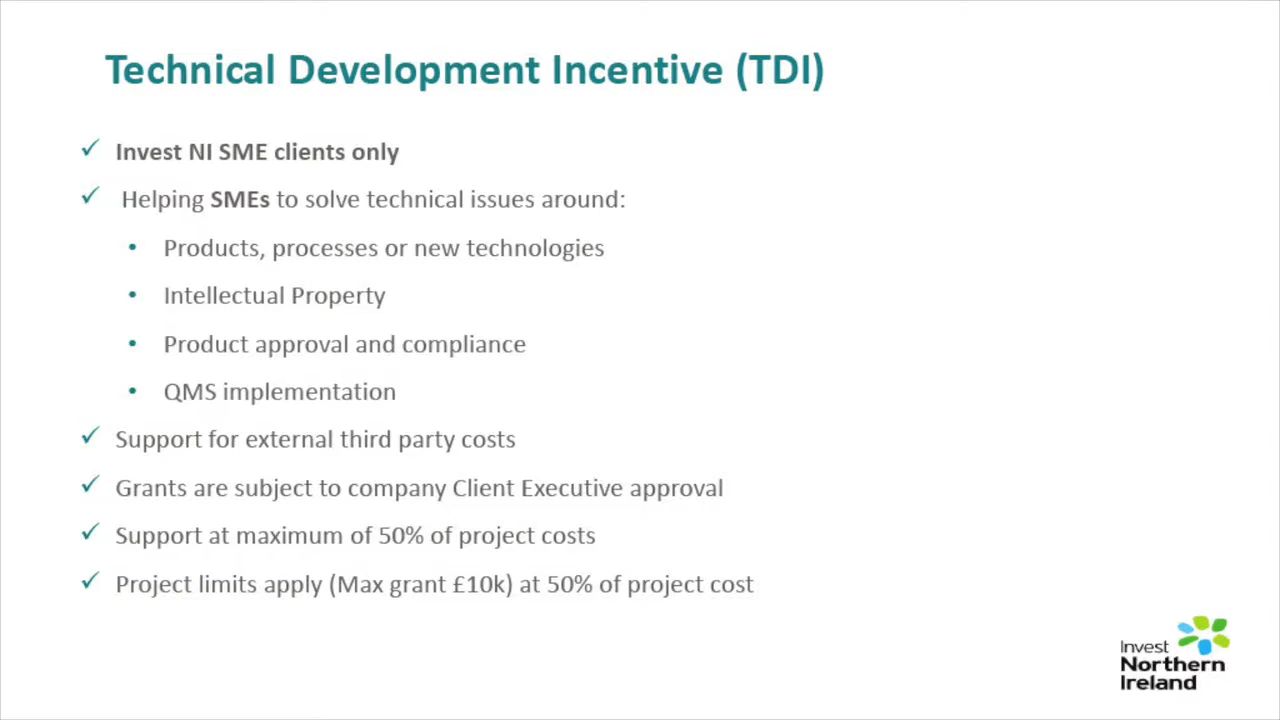 Technical Development Incentive (TDI)
✓ Invest NI SME clients only
✓ Helping SMEs to solve technical issues around:
• Products, processes or new technologies
• Intellectual Property
• Product approval and compliance
• QMS implementation
✓ Support for external third party costs
✓ Grants are subject to company Client Executive approval
✓ Support at maximum of 50% of project costs
✓ Project limits apply (Max grant £10k) at 50% of project cost
Invest
Northern
Ireland